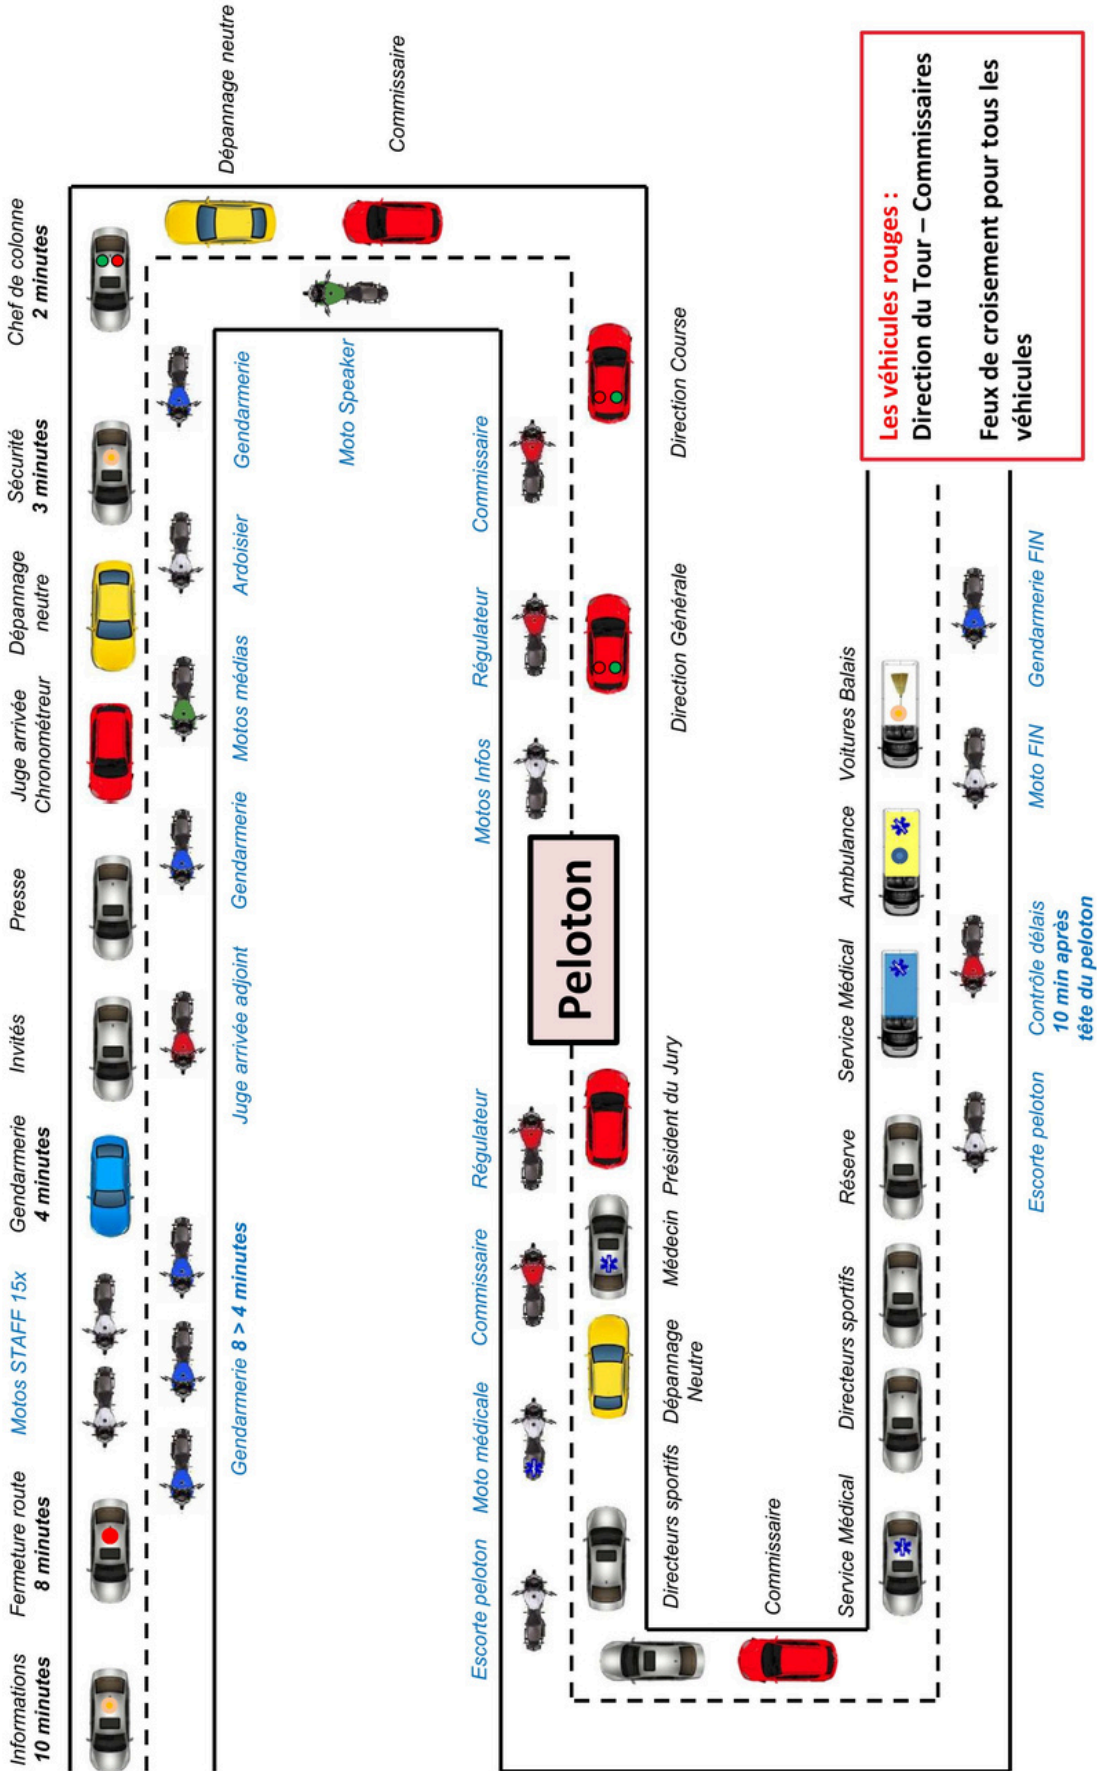 Informations
10 minutes
Fermeture route
8 minutes
Motos STAFF 15x
Gendarmerie
4 minutes
Invités
Presse
Juge arrivée
Chronométreur
Dépannage
neutre
Sécurité
3 minutes
Chef de colonne
2 minutes
Gendarmerie 8 > 4 minutes
Juge arrivée adjoint
Gendarmerie
Motos médias
Ardoisier
Gendarmerie
Dépannage neutre
Moto Speaker
Commissaire
Escorte peloton
Moto médicale
Commissaire
Régulateur
Peloton
Motos Infos
Régulateur
Commissaire
Directeurs sportifs
Dépannage
Neutre
Médecin
Président du Jury
Direction Générale
Direction Course
Commissaire
Service Médical
Directeurs sportifs
Réserve
Service Médical
Ambulance
Voitures Balais
Escorte peloton
Contrôle délais
10 min après
tête du peloton
Moto FIN
Gendarmerie FIN
Les véhicules rouges :
Direction du Tour – Commissaires
Feux de croisement pour tous les
véhicules